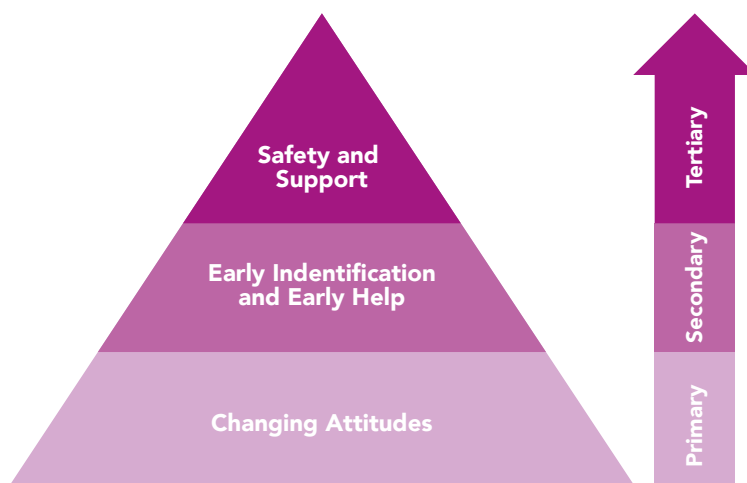 Safety and
Support
Tertiary
Early Indentification
and Early Help
Secondary
Changing Attitudes
Primary